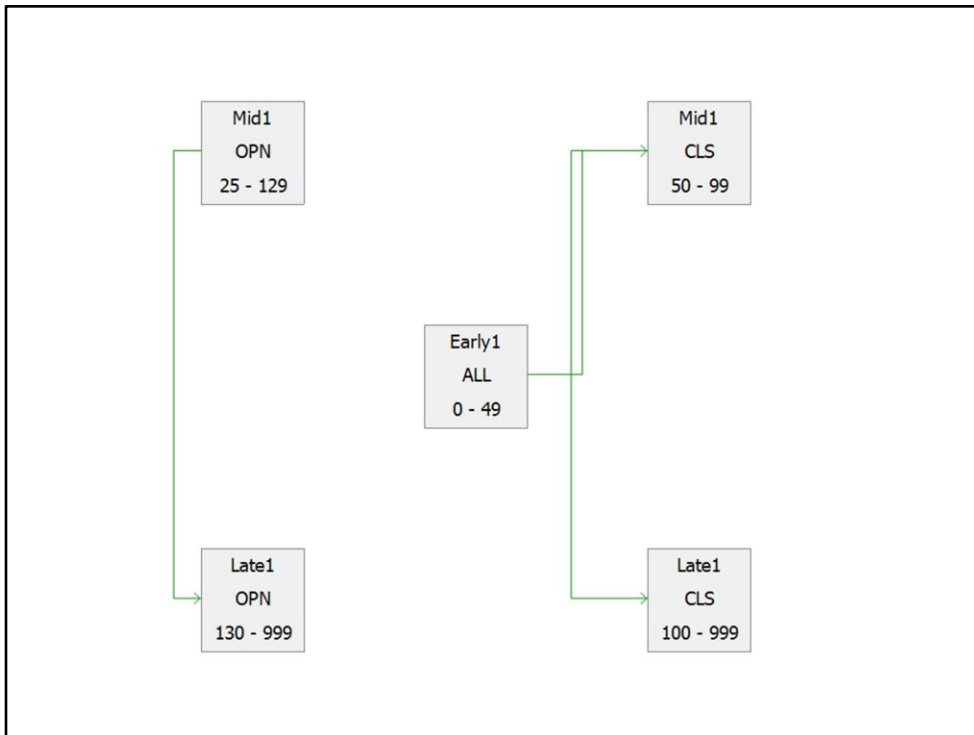 Mid1
OPN
25 - 129
Mid1
CLS
50 - 99
Early1
ALL
0 - 49
Late1
OPN
130 - 999
Late1
CLS
100 - 999